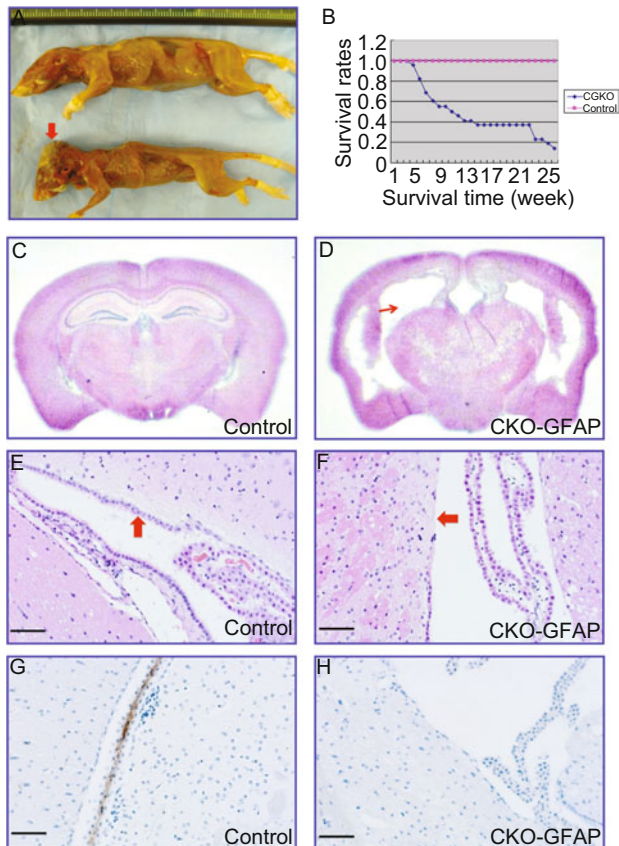 A
B
1.2
1.0
0.8
0.6
0.4
0.2
0
1 5 9 13 17 21 25
Survival rates
Survival time (week)
CGKO
Control
C
Control
D
CKO-GFAP
E
Control
F
CKO-GFAP
G
Control
H
CKO-GFAP